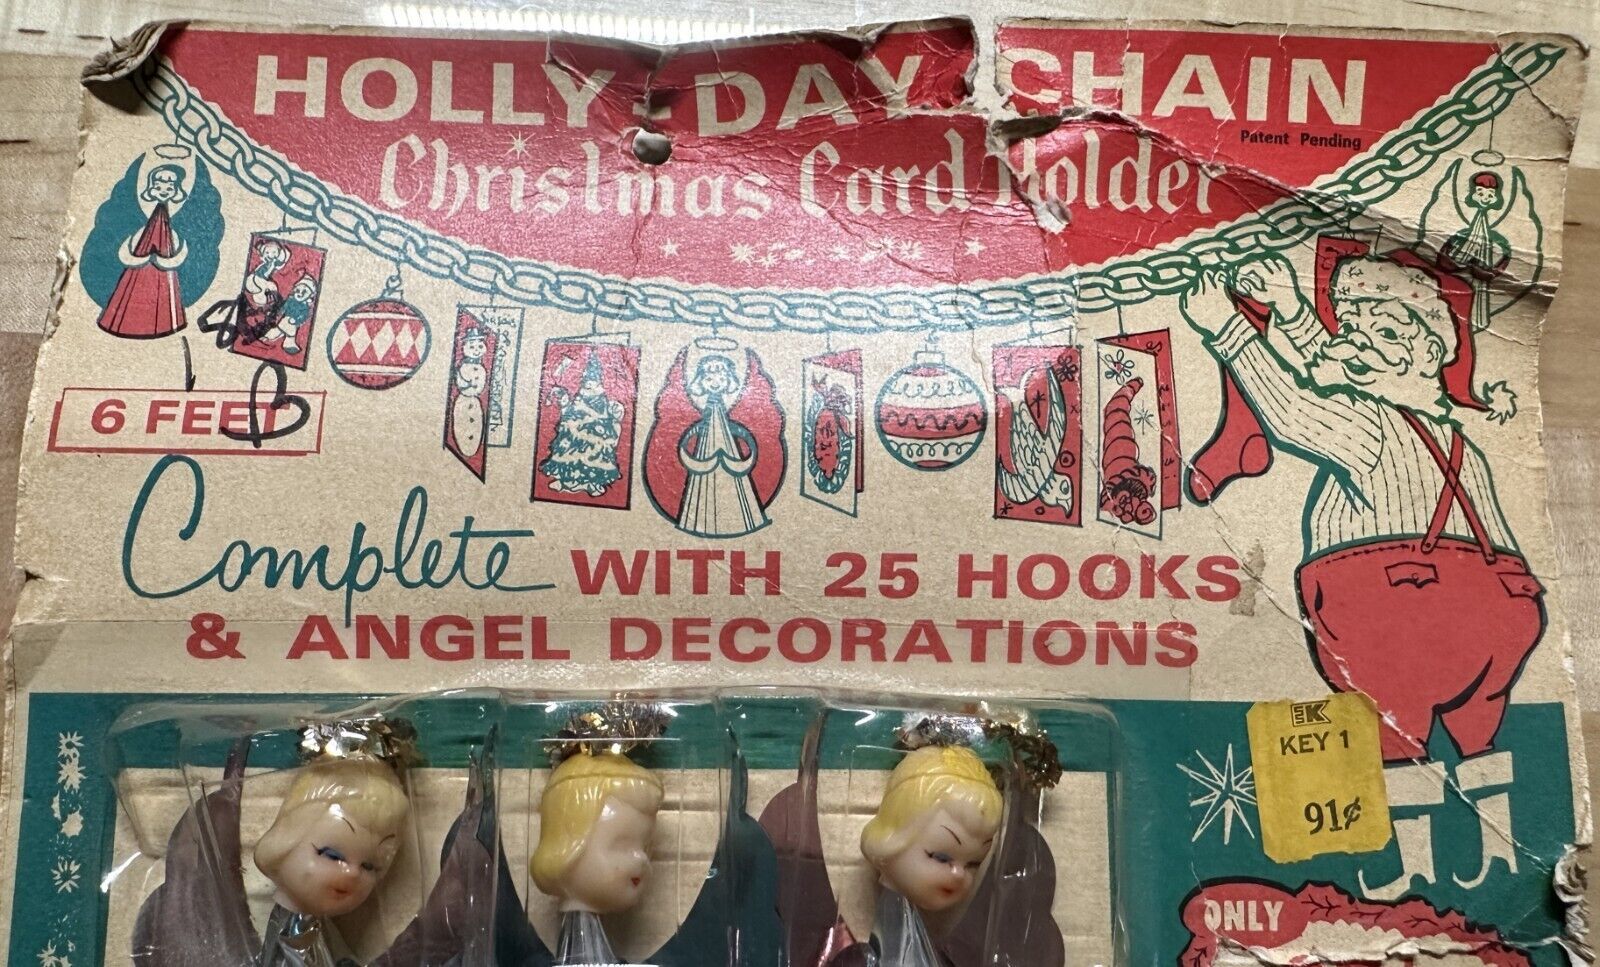 HOLLY-DAY CHAIN
Patent Pending
Christmas Card Holder
6 FEET
Complete WITH 25 HOOKS
& ANGEL DECORATIONS
K
KEY 1
91¢
ONLY